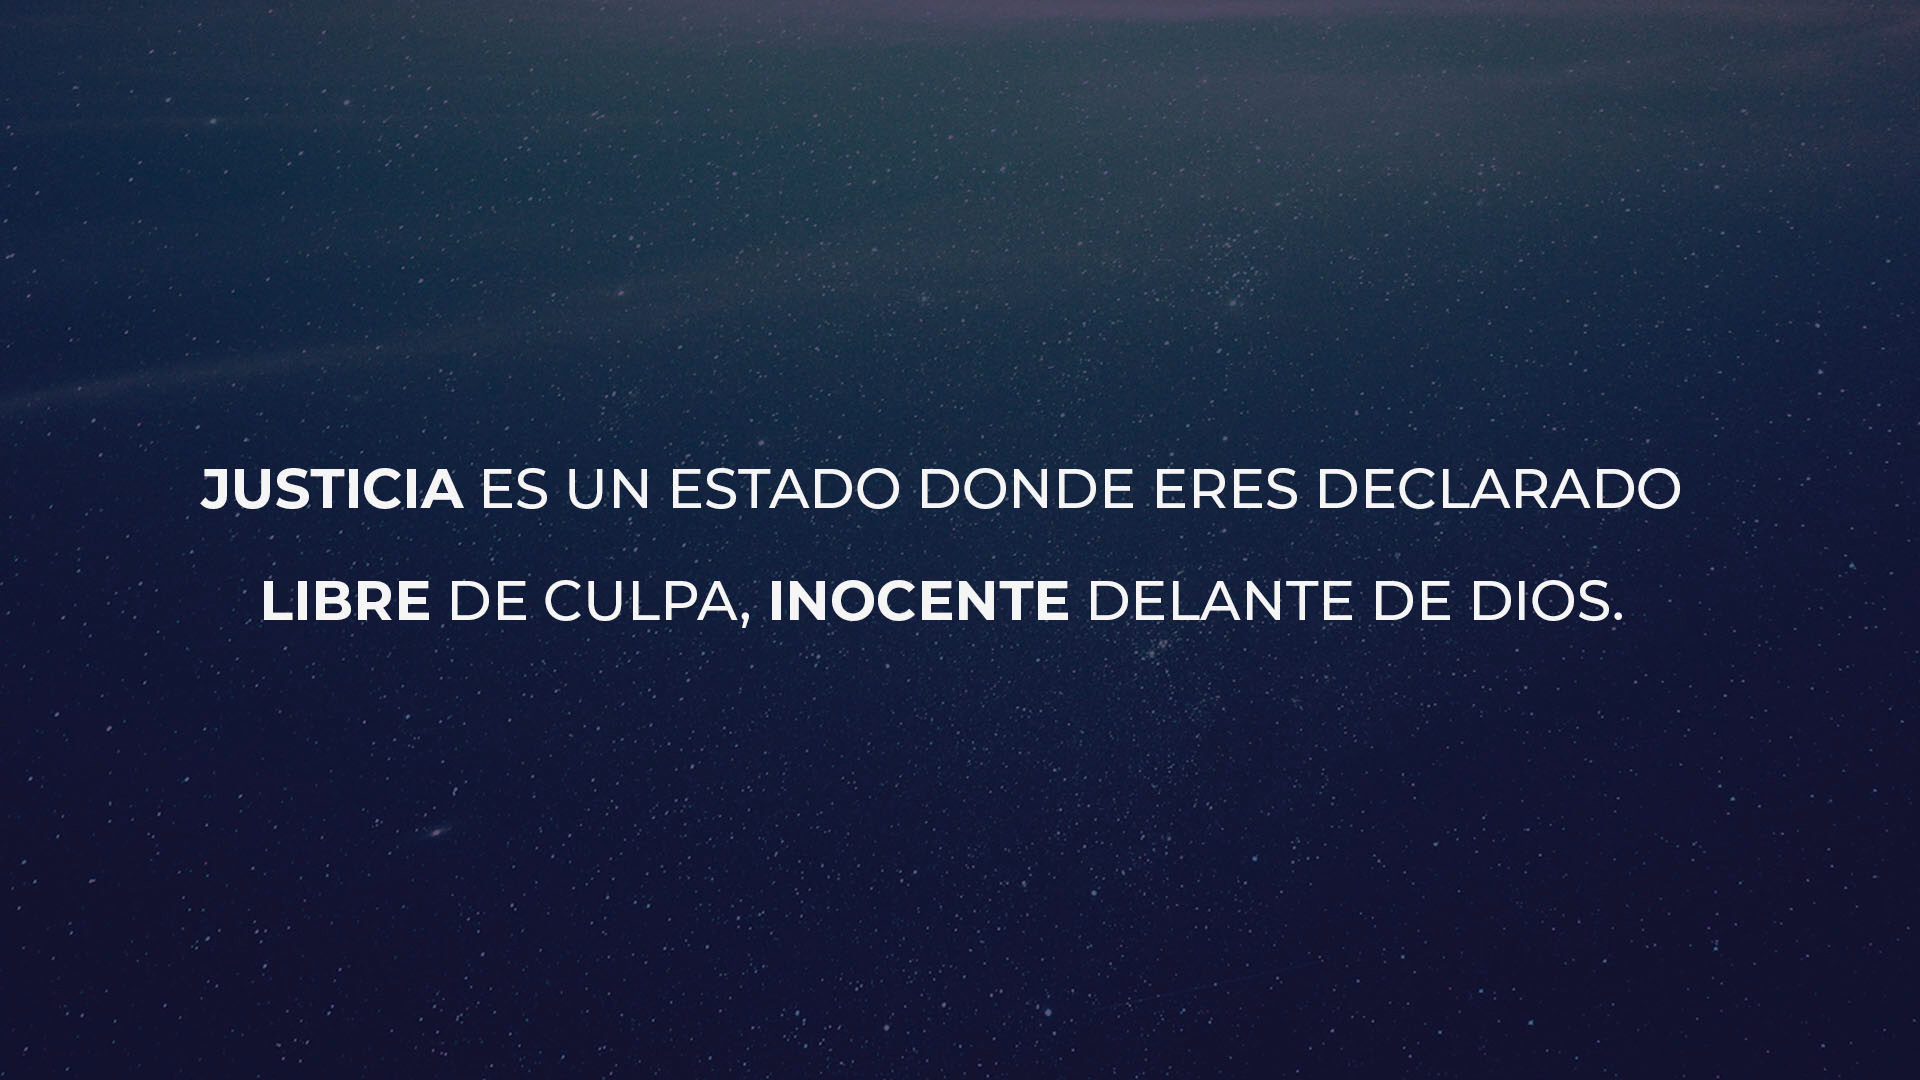 JUSTICIA ES UN ESTADO DONDE ERES DECLARADO
LIBRE DE CULPA, INOCENTE DELANTE DE DIOS.